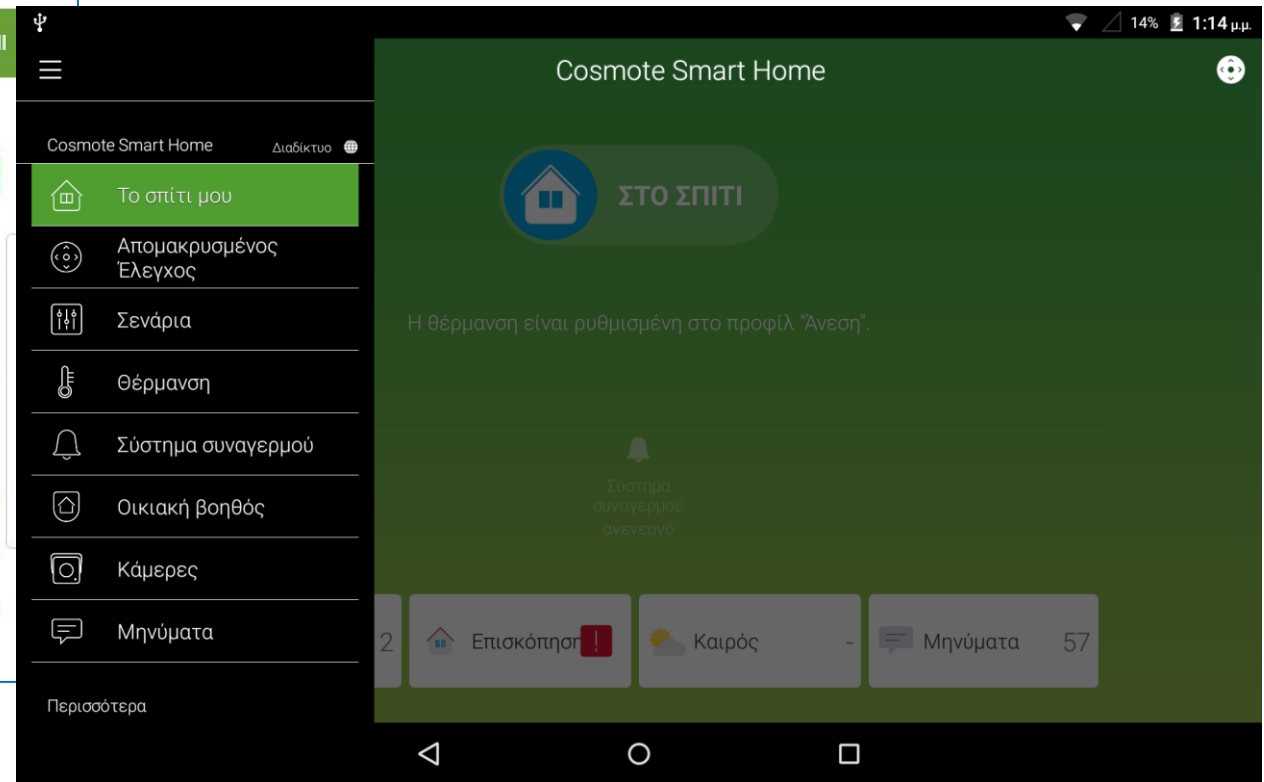 14% 1:14 μ.μ.
Cosmote Smart Home
Cosmote Smart Home Διαδίκτυο
Το σπίτι μου
Απομακρυσμένος
Έλεγχος
Σενάρια
Θέρμανση
Σύστημα συναγερμού
Οικιακή βοηθός
Κάμερες
Μηνύματα
Περισσότερα
ΣΤΟ ΣΠΙΤΙ
Η θέρμανση είναι ρυθμισμένη στο προφίλ "Άνεση".
Σύστημα
συναγερμού
ανενεργό
2
Επισκόπηση !
Καιρός -
Μηνύματα 57